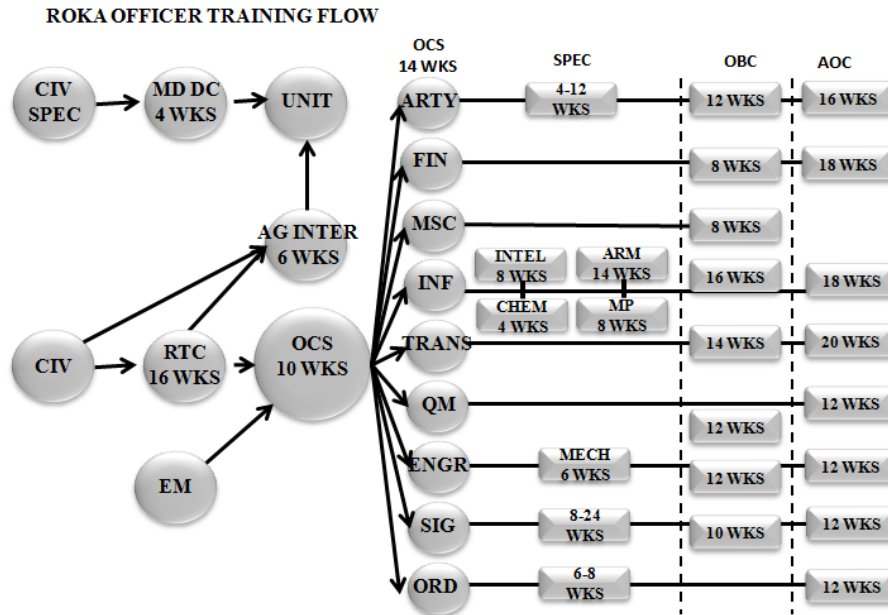 ROKA OFFICER TRAINING FLOW
CIV
SPEC
MD DC
4 WKS
UNIT
AG INTER
6 WKS
CIV
RTC
16 WKS
OCS
10 WKS
EM
OCS
14 WKS
SPEC
OBC
AOC
ARTY
4-12
WKS
12 WKS
16 WKS
FIN
8 WKS
18 WKS
MSC
8 WKS
INF
INTEL
8 WKS
ARM
14 WKS
CHEM
4 WKS
MP
8 WKS
16 WKS
18 WKS
TRANS
14 WKS
20 WKS
QM
12 WKS
12 WKS
ENGR
MECH
6 WKS
12 WKS
12 WKS
SIG
8-24
WKS
10 WKS
12 WKS
ORD
6-8
WKS
12 WKS